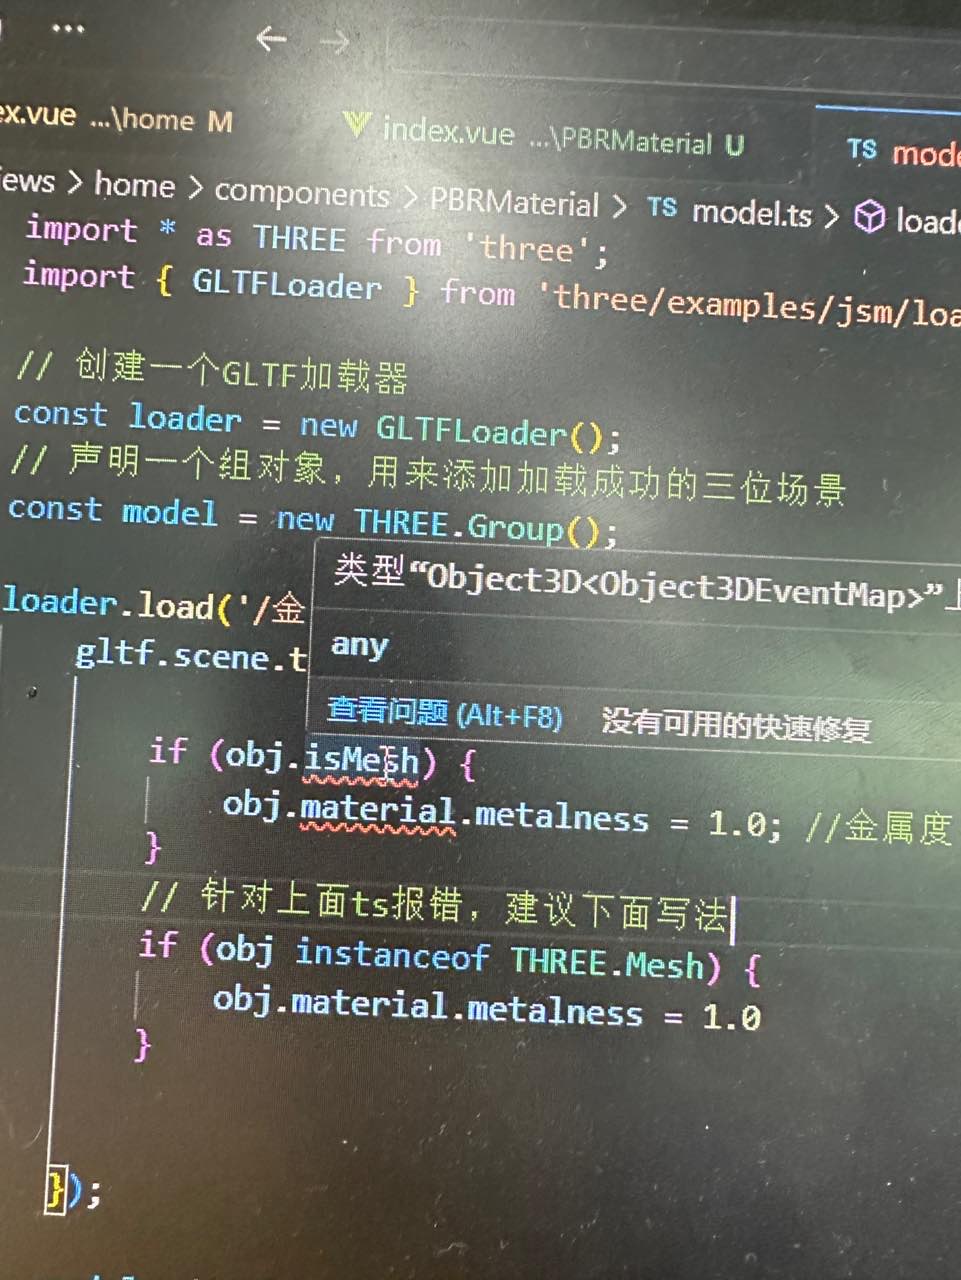 ...
ex.vue ...\home M
index.vue ...\PBRMaterial U
TS mode
iews > home > components > PBRMaterial > TS model.ts > loade
import * as THREE from 'three';
import { GLTFLoader } from 'three/examples/jsm/loa
// 创建一个GLTF加载器
const loader = new GLTFLoader();
// 声明一个组对象，用来添加加载成功的三位场景
const model = new THREE.Group();
类型“Object3D<Object3DEventMap>”上
loader.load('/金
any
gltf.scene.t
查看问题 (Alt+F8) 没有可用的快速修复
if (obj.isMesh) {
obj.material.metalness = 1.0; //金属度
}
// 针对上面ts报错，建议下面写法
if (obj instanceof THREE.Mesh) {
obj.material.metalness = 1.0
}
});